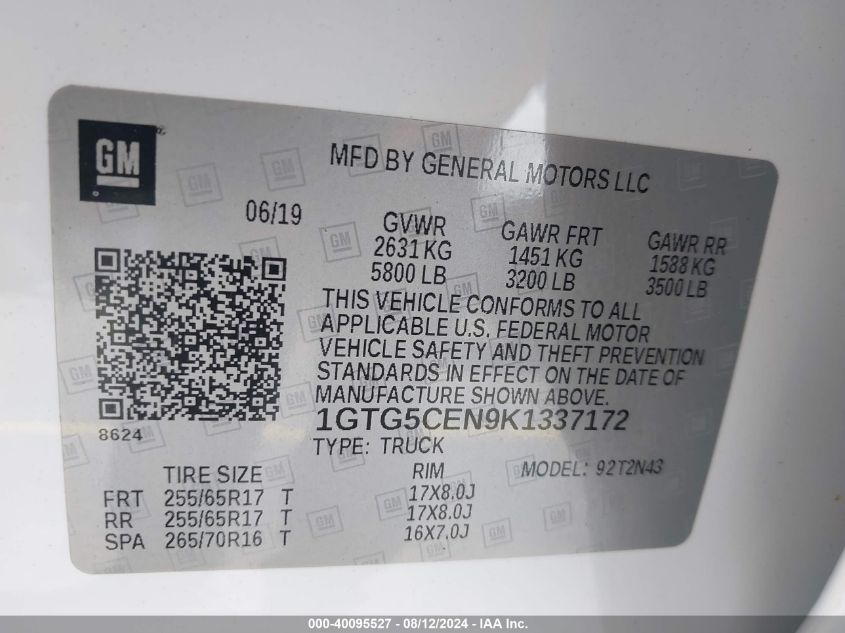 GM
MFD BY GENERAL MOTORS LLC
06/19
GVWR GAWR FRT GAWR RR
2631 KG 1451 KG 1588 KG
5800 LB 3200 LB 3500 LB
THIS VEHICLE CONFORMS TO ALL
APPLICABLE U.S. FEDERAL MOTOR
VEHICLE SAFETY AND THEFT PREVENTION
STANDARDS IN EFFECT ON THE DATE OF
MANUFACTURE SHOWN ABOVE.
1GTG5CEN9K1337172
8624
TYPE: TRUCK
TIRE SIZE RIM MODEL: 92T2N43
FRT 255/65R17 T 17X8.0J
RR 255/65R17 T 17X8.0J
SPA 265/70R16 T 16X7.0J
000-40095527 - 08/12/2024 - IAA Inc.